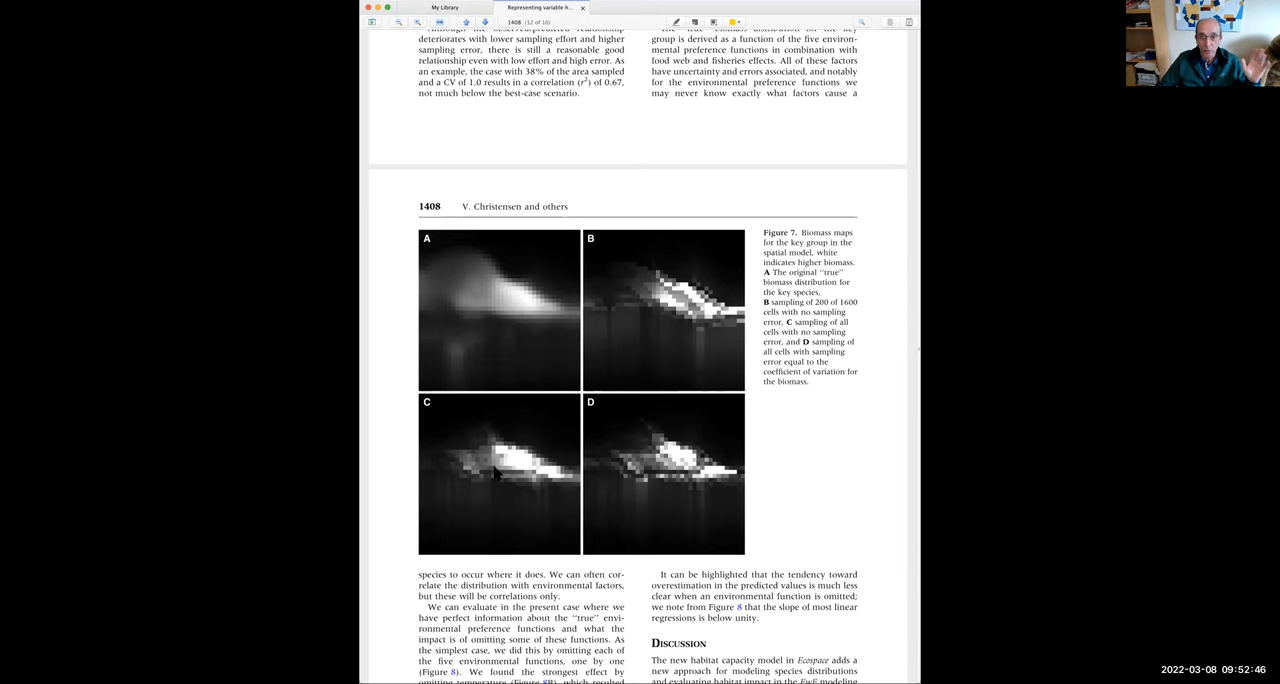 My Library
Representing variable h...
1408 (12 of 16)
deteriorates with lower sampling effort and higher
sampling error, there is still a reasonable good
relationship even with low effort and high error. As
an example, the case with 38% of the area sampled
and a CV of 1.0 results in a correlation (r²) of 0.67,
not much below the best-case scenario.
group is derived as a function of the five environ-
mental preference functions in combination with
food web and fisheries effects. All of these factors
have uncertainty and errors associated, and notably
for the environmental preference functions we
may never know exactly what factors cause a
1408 V. Christensen and others
A
B
C
D
Figure 7. Biomass maps
for the key group in the
spatial model, white
indicates higher biomass.
A The original "true"
biomass distribution for
the key species,
B sampling of 200 of 1600
cells with no sampling
error, C sampling of all
cells with no sampling
error, and D sampling of
all cells with sampling
error equal to the
coefficient of variation for
the biomass.
species to occur where it does. We can often cor-
relate the distribution with environmental factors,
but these will be correlations only.
We can evaluate in the present case where we
have perfect information about the "true" envi-
ronmental preference functions and what the
impact is of omitting some of these functions. As
the simplest case, we did this by omitting each of
the five environmental functions, one by one
(Figure 8). We found the strongest effect by
omitting temperature (Figure 8B), which resulted
It can be highlighted that the tendency toward
overestimation in the predicted values is much less
clear when an environmental function is omitted;
we note from Figure 8 that the slope of most linear
regressions is below unity.
DISCUSSION
The new habitat capacity model in Ecospace adds a
new approach for modeling species distributions
and evaluating habitat impact in the EwE modeling
2022-03-08 09:52:46